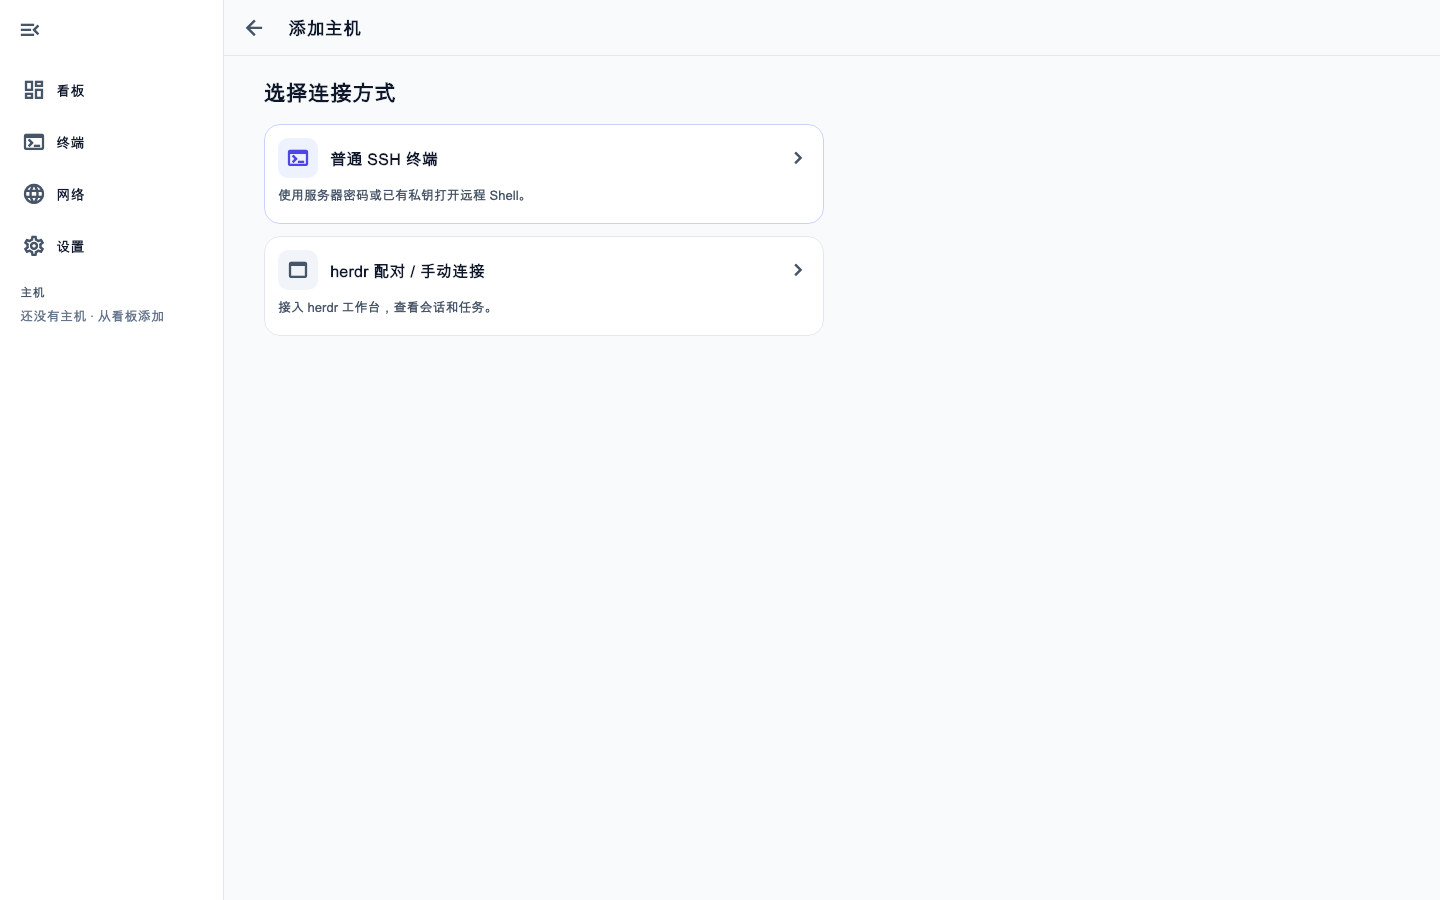 添加主机
看板
终端
网络
设置
主机
还没有主机 · 从看板添加
选择连接方式
普通 SSH 终端
使用服务器密码或已有私钥打开远程 Shell。
herdr 配对 / 手动连接
接入 herdr 工作台，查看会话和任务。